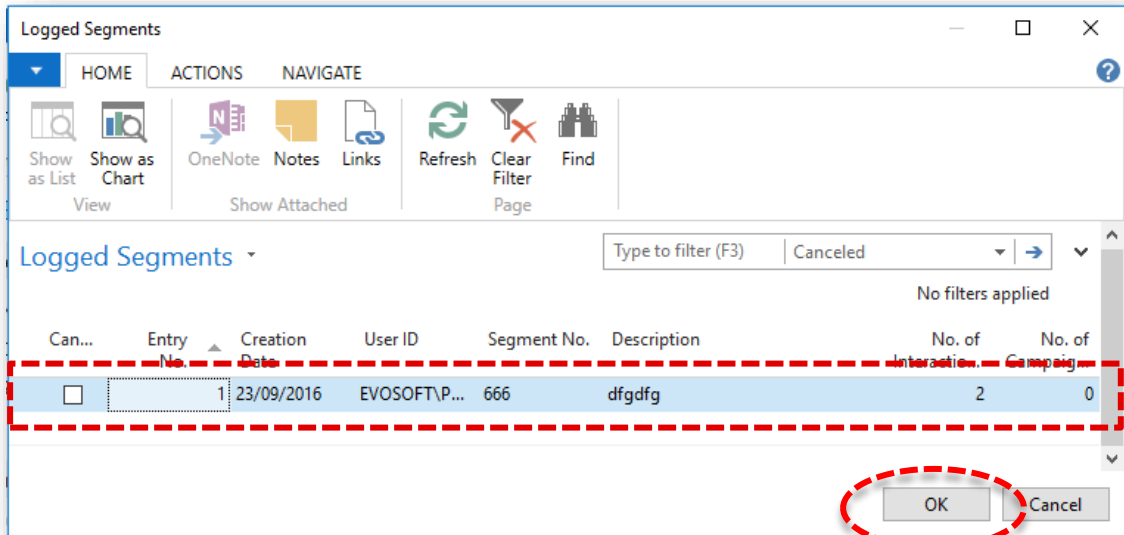 Logged Segments
HOME ACTIONS NAVIGATE
Show as List
Show as Chart
OneNote
Notes
Links
Refresh
Clear Filter
Find
View
Show Attached
Page
Logged Segments
Type to filter (F3) Canceled
No filters applied
Can... Entry No. Creation Date User ID Segment No. Description No. of Interactio... No. of Campaig...
1 23/09/2016 EVOSOFT\P... 666 dfgdfg 2 0
OK Cancel